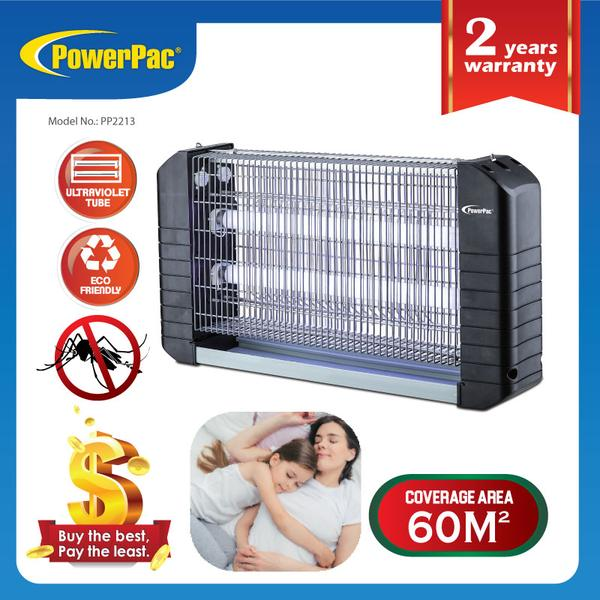 PowerPac®
2 years
warranty
Model No.: PP2213
ULTRAVIOLET
TUBE
ECO
FRIENDLY
PowerPac
COVERAGE AREA
60M²
Buy the best,
Pay the least.